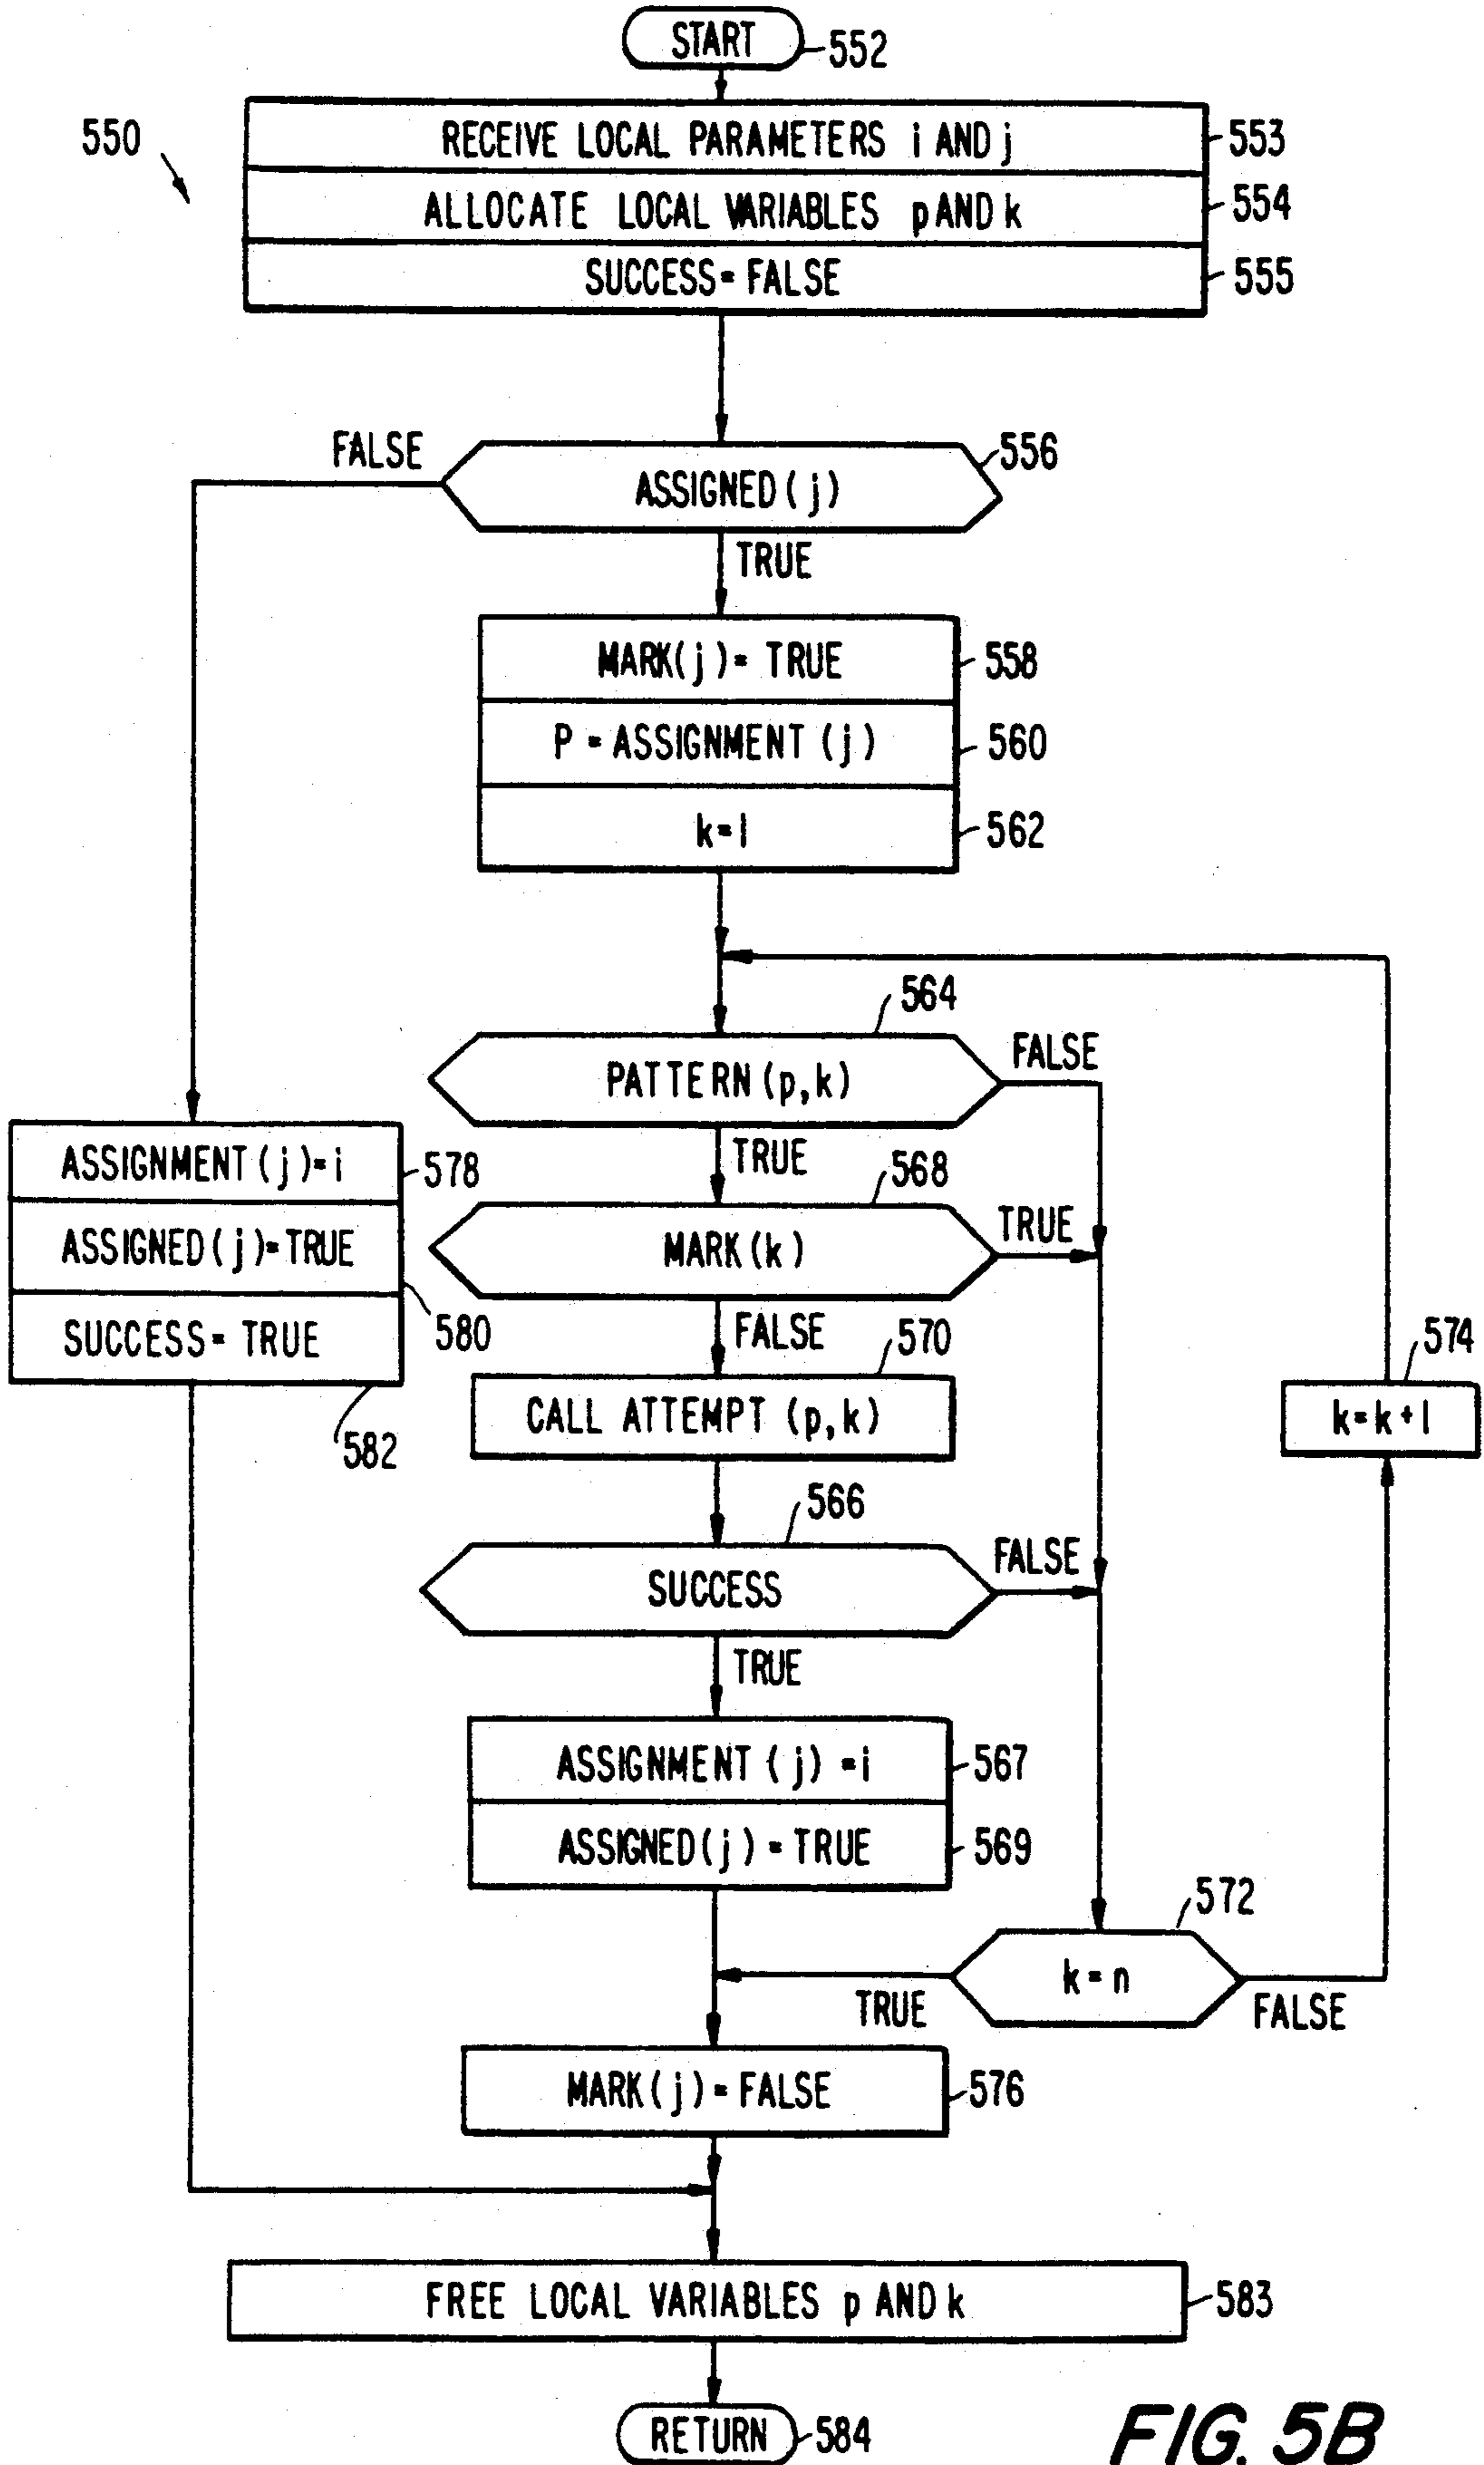 START
552
550
RECEIVE LOCAL PARAMETERS i AND j
553
ALLOCATE LOCAL VARIABLES p AND k
554
SUCCESS=FALSE
555
FALSE
ASSIGNED (j)
556
TRUE
MARK(j)= TRUE
558
P = ASSIGNMENT (j)
560
k=1
562
564
PATTERN (p,k)
FALSE
TRUE
568
MARK (k)
TRUE
ASSIGNMENT (j)=i
578
ASSIGNED (j)=TRUE
580
SUCCESS= TRUE
582
FALSE
570
CALL ATTEMPT (p,k)
574
k=k+1
566
SUCCESS
FALSE
TRUE
ASSIGNMENT (j) =i
567
ASSIGNED(j) = TRUE
569
572
k=n
TRUE
FALSE
MARK(j)=FALSE
576
FREE LOCAL VARIABLES p AND k
583
RETURN
584
FIG. 5B